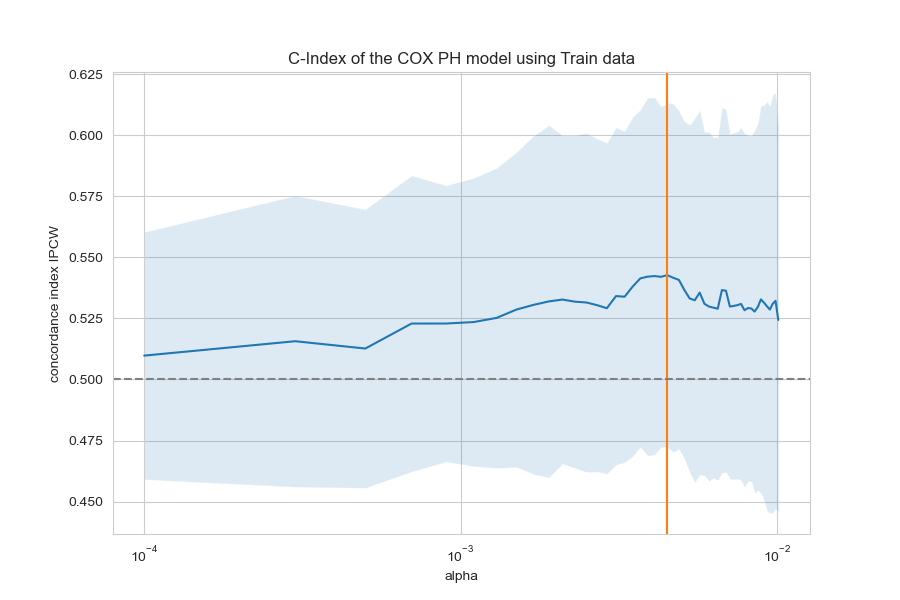 C-Index of the COX PH model using Train data
concordance index IPCW
0.625
0.600
0.575
0.550
0.525
0.500
0.475
0.450
10⁻⁴ 10⁻³ 10⁻²
alpha